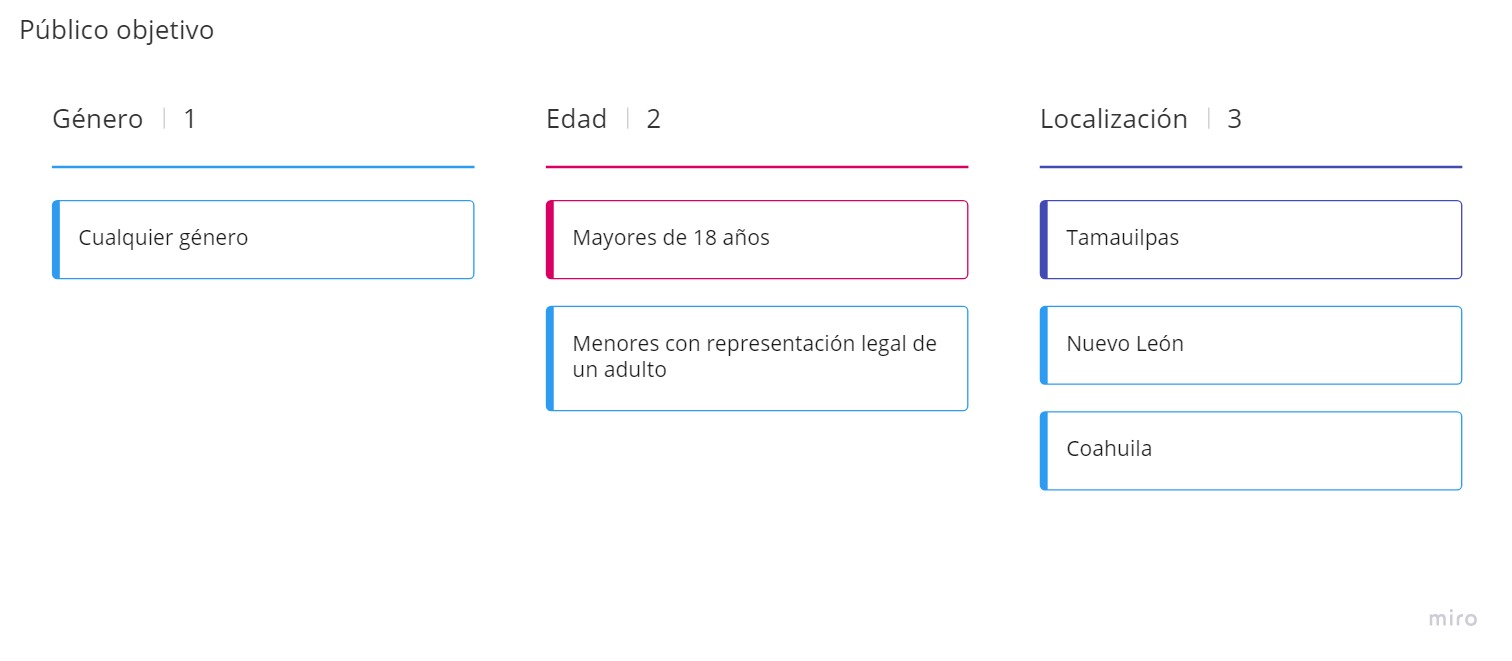 Público objetivo
Género | 1
Edad | 2
Localización | 3
Cualquier género
Mayores de 18 años
Tamauilpas
Menores con representación legal de
un adulto
Nuevo León
Coahuila
miro